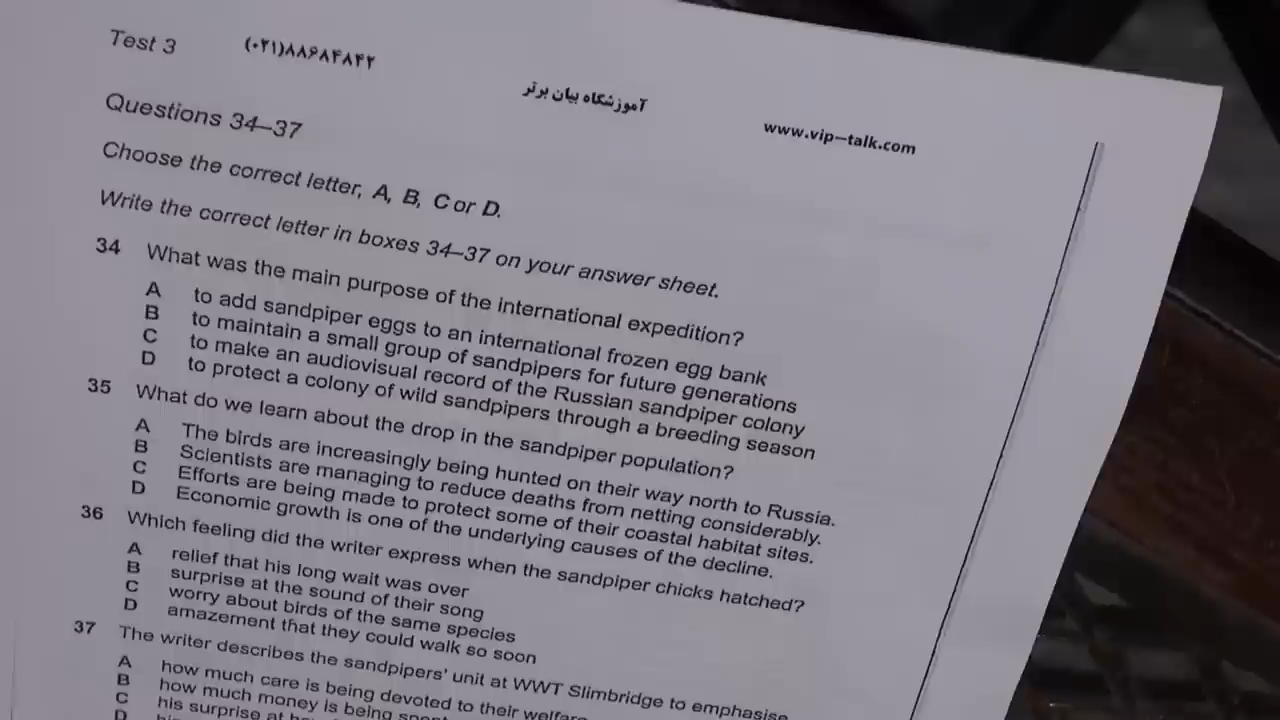 Test 3
(۰۲۱)۸۸۶۸۴۸۴۲
آموزشگاه بیان برتر
www.vip-talk.com
Questions 34–37
Choose the correct letter, A, B, C or D.
Write the correct letter in boxes 34–37 on your answer sheet.
34 What was the main purpose of the international expedition?
A to add sandpiper eggs to an international frozen egg bank
B to maintain a small group of sandpipers for future generations
C to make an audiovisual record of the Russian sandpiper colony
D to protect a colony of wild sandpipers through a breeding season
35 What do we learn about the drop in the sandpiper population?
A The birds are increasingly being hunted on their way north to Russia.
B Scientists are managing to reduce deaths from netting considerably.
C Efforts are being made to protect some of their coastal habitat sites.
D Economic growth is one of the underlying causes of the decline.
36 Which feeling did the writer express when the sandpiper chicks hatched?
A relief that his long wait was over
B surprise at the sound of their song
C worry about birds of the same species
D amazement that they could walk so soon
37 The writer describes the sandpipers' unit at WWT Slimbridge to emphasise
A how much care is being devoted to their welfare
B how much money is being spent
C his surprise at
D